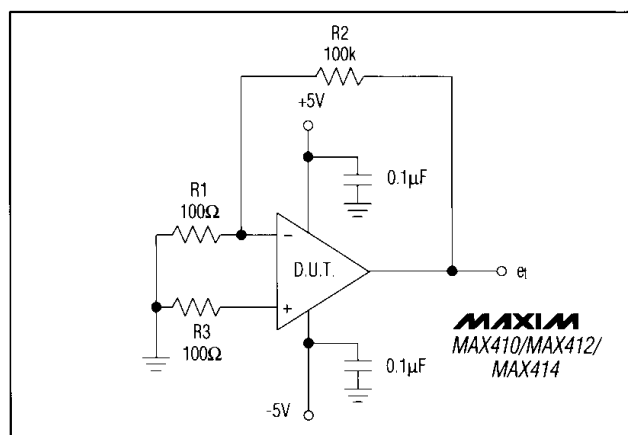 R2
100k
+5V
0.1µF
R1
100Ω
−
D.U.T.
et
+
R3
100Ω
0.1µF
-5V
MAXIM
MAX410/MAX412/
MAX414